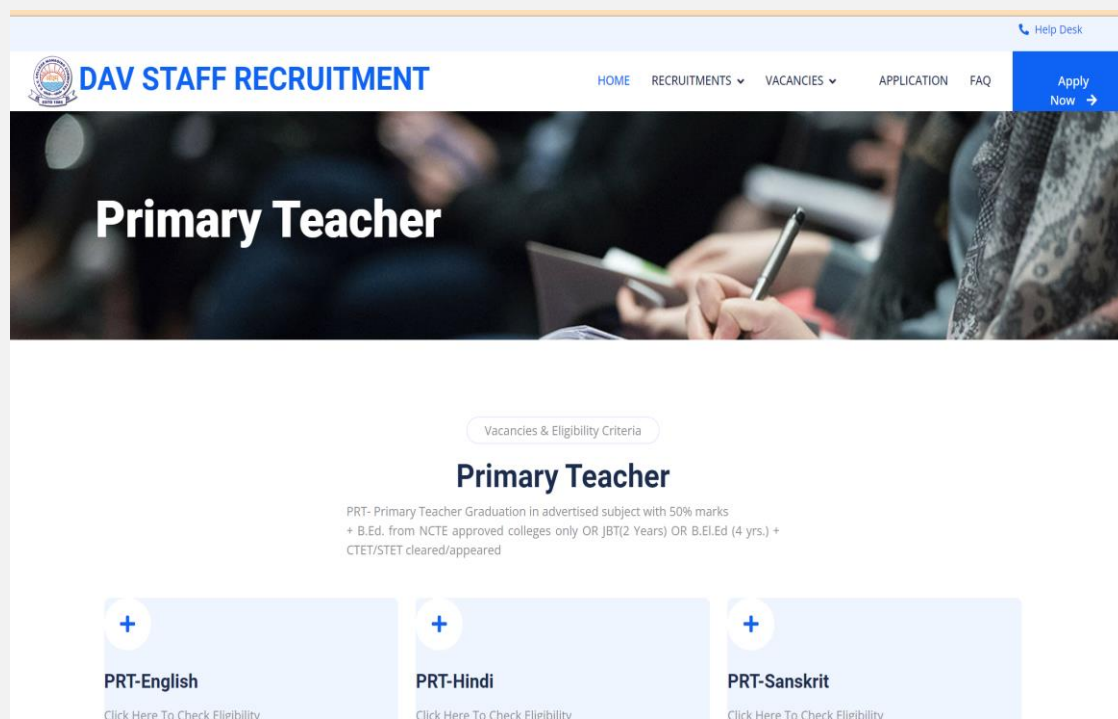 Help Desk
DAV STAFF RECRUITMENT
HOME RECRUITMENTS VACANCIES APPLICATION FAQ
Apply
Now →
Primary Teacher
Vacancies & Eligibility Criteria
Primary Teacher
PRT- Primary Teacher Graduation in advertised subject with 50% marks
+ B.Ed. from NCTE approved colleges only OR JBT(2 Years) OR B.El.Ed (4 yrs.) +
CTET/STET cleared/appeared
+ + +
PRT-English PRT-Hindi PRT-Sanskrit
Click Here To Check Eligibility Click Here To Check Eligibility Click Here To Check Eligibility